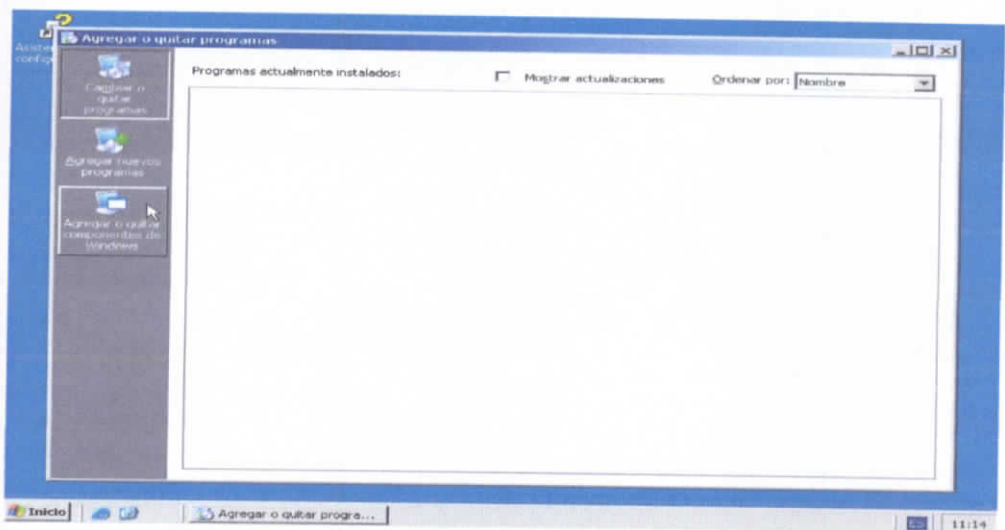 Agregar o quitar programas
Programas actualmente instalados:
Mostrar actualizaciones
Ordenar por: Nombre
Cambiar o
quitar
programas
Agregar nuevos
programas
Agregar o quitar
componentes de
Windows
Inicio
Agregar o quitar progra...
11:14